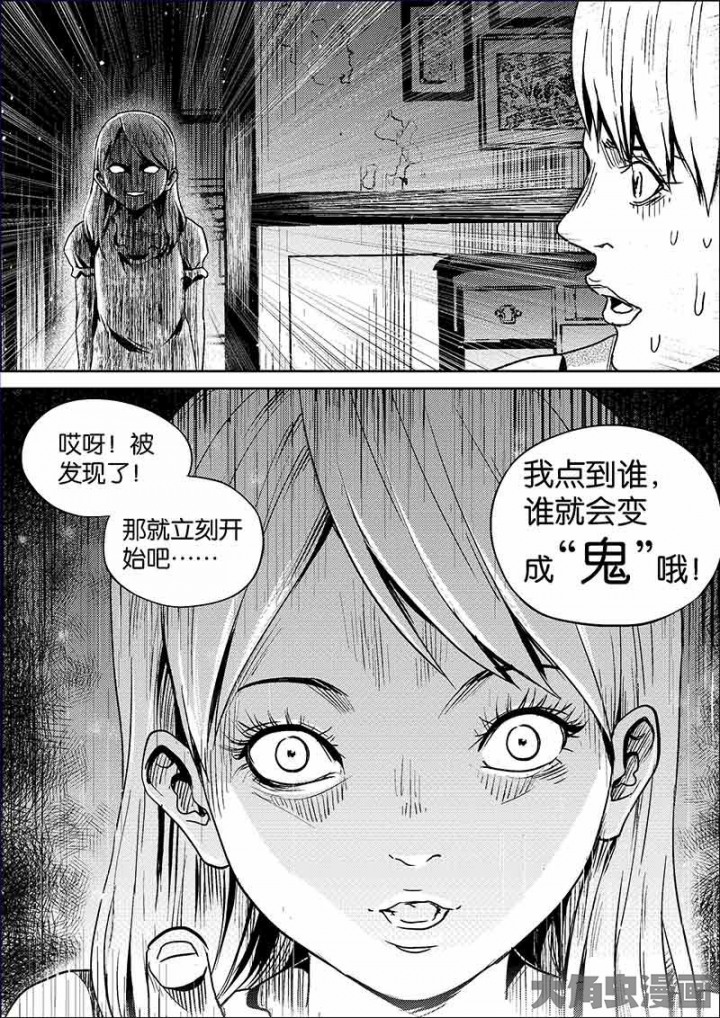 哎呀！被
发现了！
那就立刻开
始吧……
我点到谁，
谁就会变
成“鬼”哦！
大角虫漫画